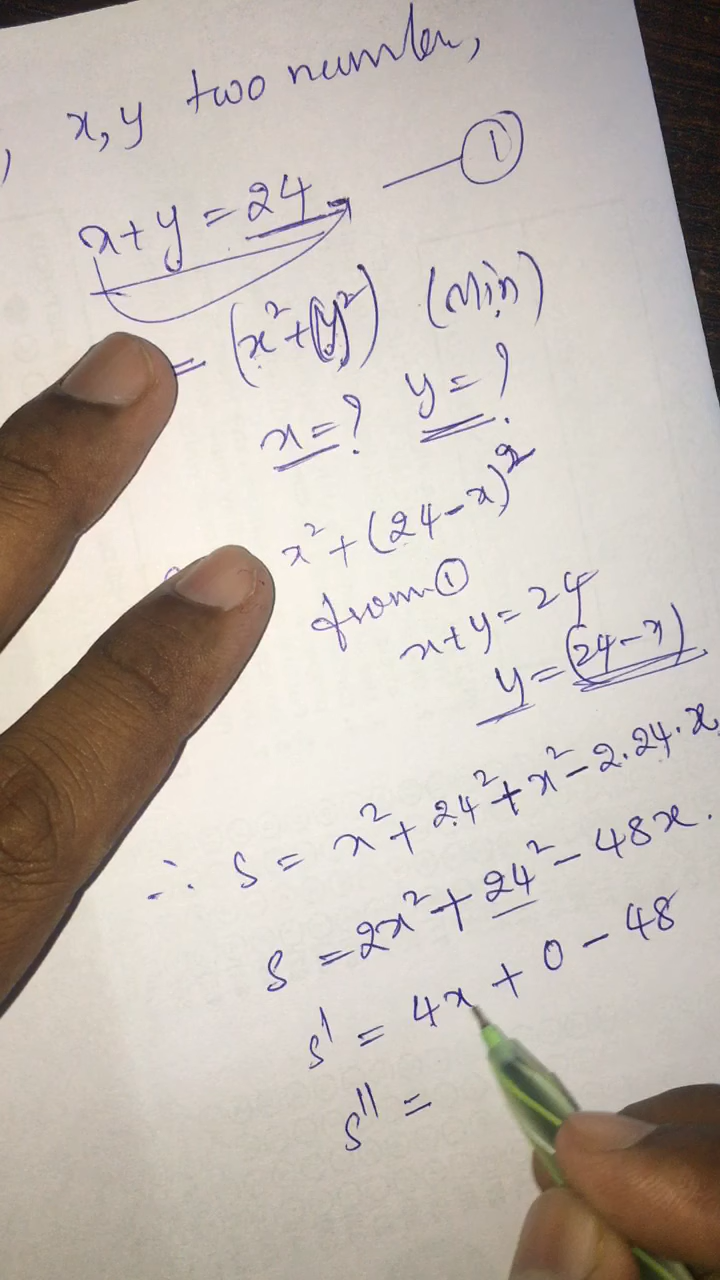 , x, y two number,
x+y = 24 — ①
= (x²+y²) (Min)
x=? y=?
x²+(24-x)²
from ①
x+y=24
y=(24-x)
∴ S = x²+24²+x²-2.24.x
S = 2x²+24²-48x.
S' = 4x+0-48
S'' =